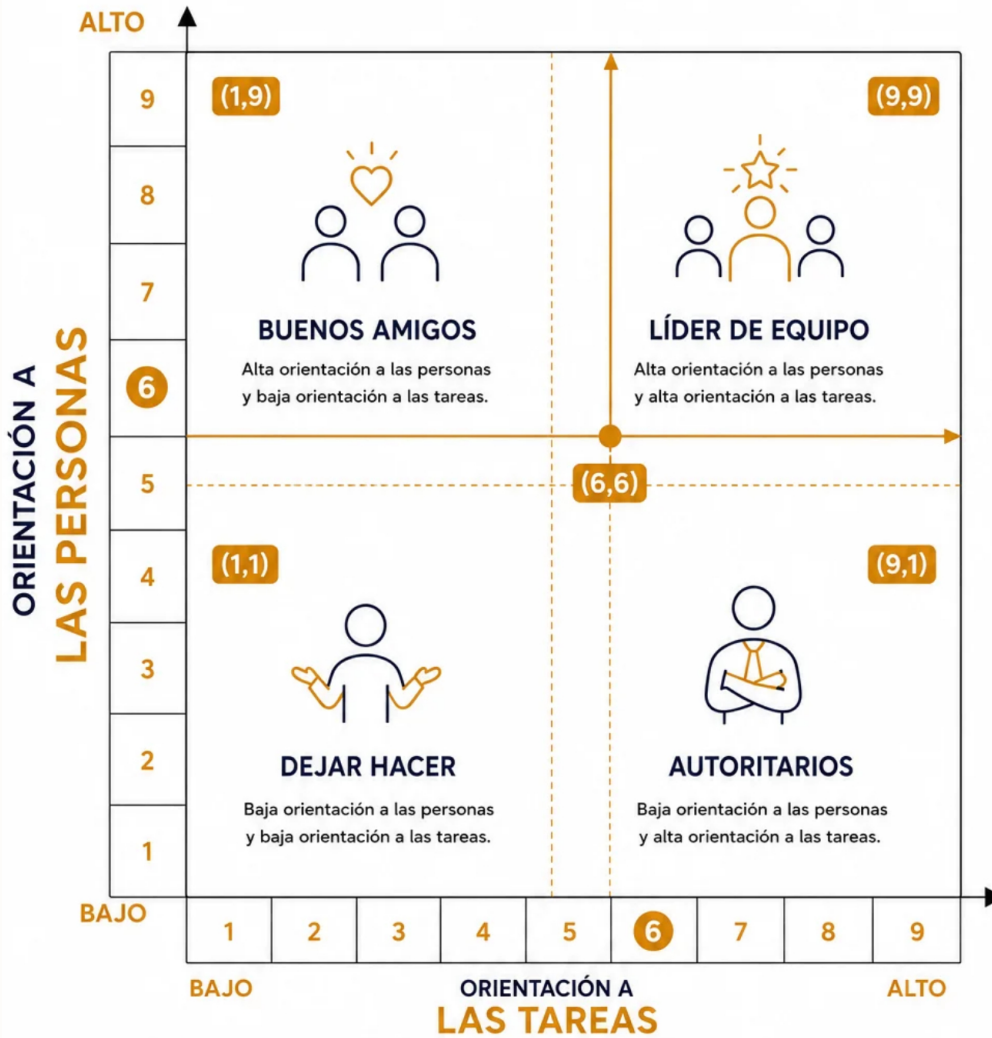 ALTO
ORIENTACIÓN A
LAS PERSONAS
9
8
7
6
5
4
3
2
1
BAJO
(1,9)
BUENOS AMIGOS
Alta orientación a las personas
y baja orientación a las tareas.
(9,9)
LÍDER DE EQUIPO
Alta orientación a las personas
y alta orientación a las tareas.
(6,6)
(1,1)
DEJAR HACER
Baja orientación a las personas
y baja orientación a las tareas.
(9,1)
AUTORITARIOS
Baja orientación a las personas
y alta orientación a las tareas.
1 2 3 4 5 6 7 8 9
BAJO
ORIENTACIÓN A
LAS TAREAS
ALTO